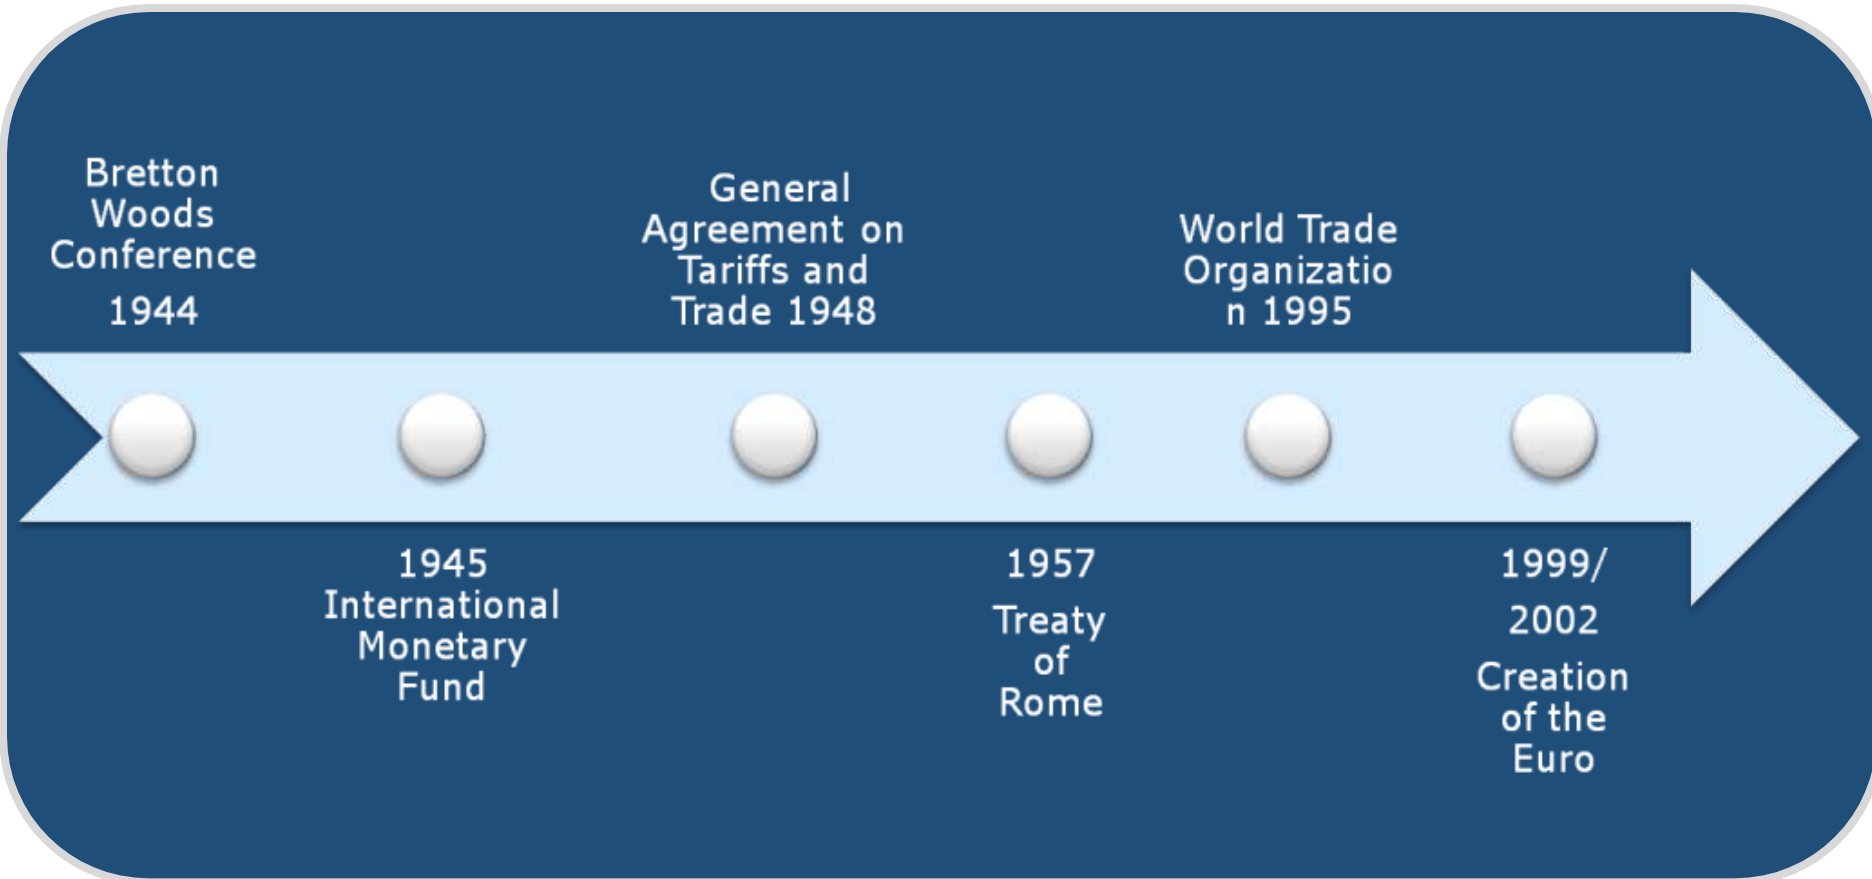 Bretton
Woods
Conference
1944
1945
International
Monetary
Fund
General
Agreement on
Tariffs and
Trade 1948
1957
Treaty
of
Rome
World Trade
Organizatio
n 1995
1999/
2002
Creation
of the
Euro